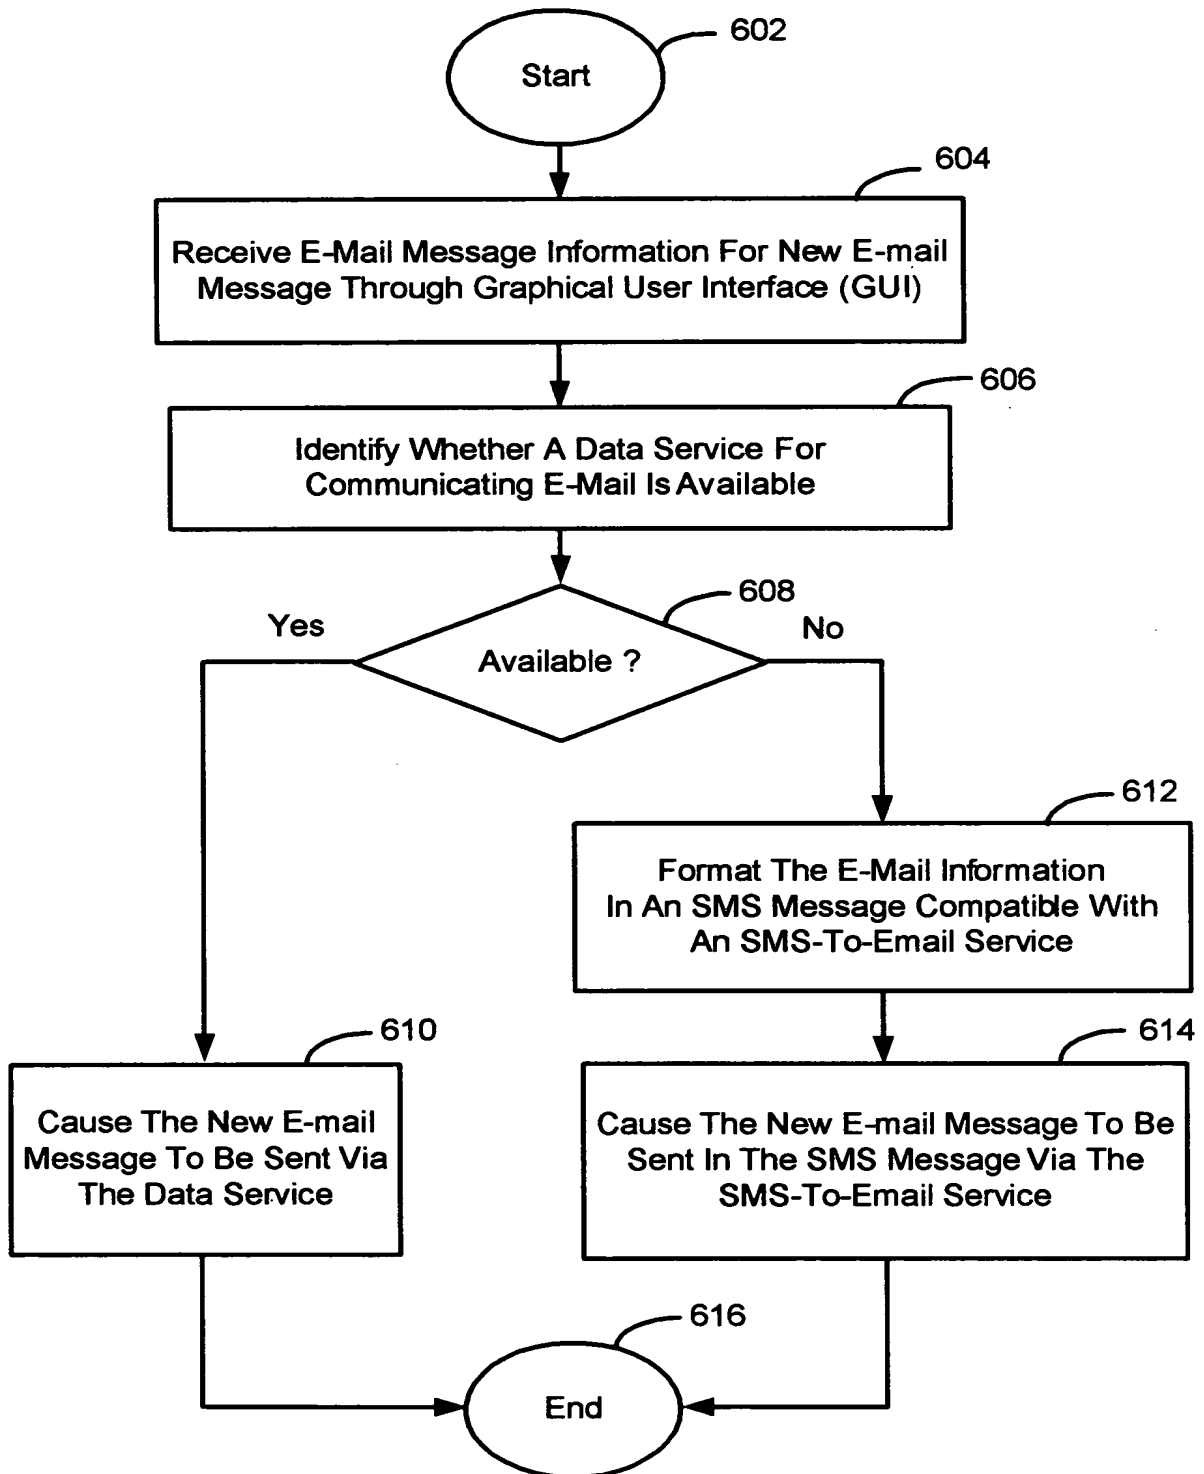 602
Start
604
Receive E-Mail Message Information For New E-mail
Message Through Graphical User Interface (GUI)
606
Identify Whether A Data Service For
Communicating E-Mail Is Available
608
Yes
No
Available ?
612
Format The E-Mail Information
In An SMS Message Compatible With
An SMS-To-Email Service
610
614
Cause The New E-mail
Message To Be Sent Via
The Data Service
Cause The New E-mail Message To Be
Sent In The SMS Message Via The
SMS-To-Email Service
616
End